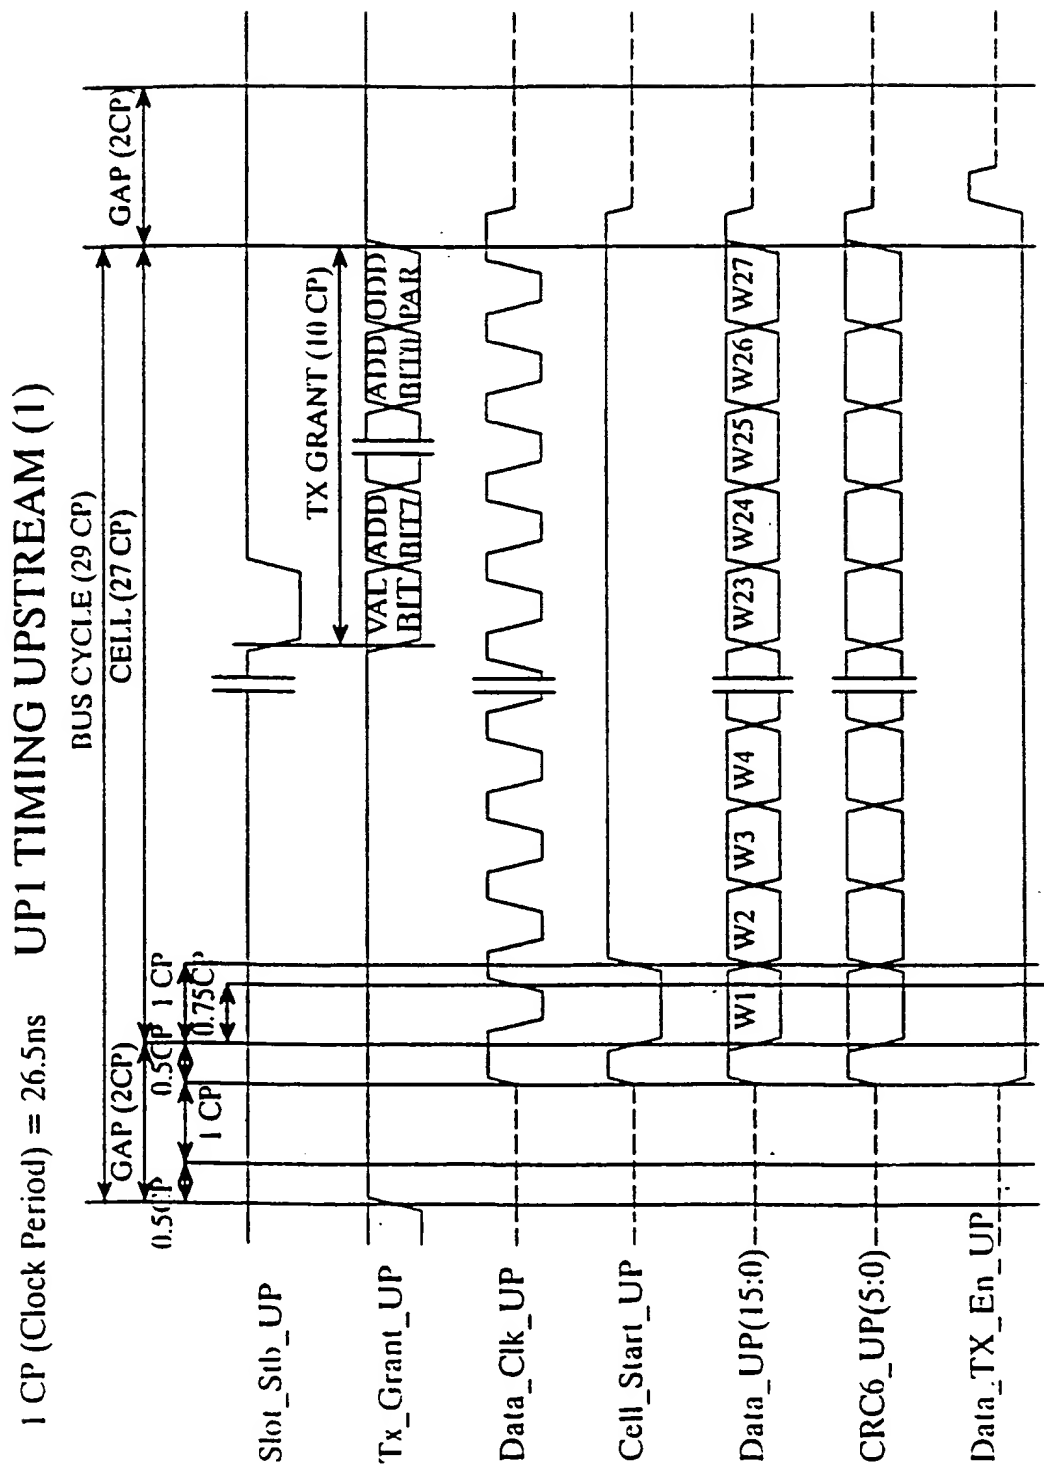 1 CP (Clock Period) = 26.5ns UP1 TIMING UPSTREAM (1)
BUS CYCLE (29 CP)
GAP (2CP) CELL (27 CP) GAP (2CP)
0.5CP 1 CP 0.5CP 1 CP
0.75CP
Slot_Stb_UP
TX GRANT (10 CP)
Tx_Grant_UP
VAL BIT ADD BIT7 ADD BIT0 ODD PAR
Data_Clk_UP
Cell_Start_UP
Data_UP(15:0) W1 W2 W3 W4 W23 W24 W25 W26 W27
CRC6_UP(5:0)
Data_TX_En_UP